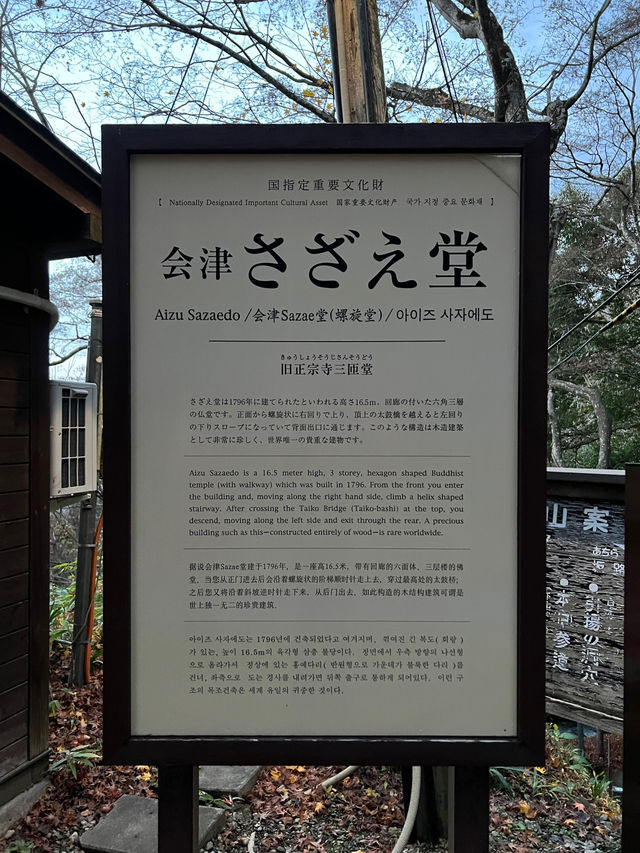 国指定重要文化財
【 Nationally Designated Important Cultural Asset 国家重要文化財产 국가 지정 중요 문화재 】
会津さざえ堂
Aizu Sazaedo /会津Sazae堂(螺旋堂) / 아이즈 사자에도
きゅうしょうそうじさんそうどう
旧正宗寺三匝堂
さざえ堂は1796年に建てられたといわれる高さ16.5m、回廊の付いた六角三層
の仏堂です。正面から螺旋状に右回りで上り、頂上の太鼓橋を越えると左回り
の下りスロープになっていて背面出口に通じます。このような構造は木造建築
として非常に珍しく、世界唯一の貴重な建物です。
Aizu Sazaedo is a 16.5 meter high, 3 storey, hexagon shaped Buddhist
temple (with walkway) which was built in 1796. From the front you enter
the building and, moving along the right hand side, climb a helix shaped
stairway. After crossing the Taiko Bridge (Taiko-bashi) at the top, you
descend, moving along the left side and exit through the rear. A precious
building such as this—constructed entirely of wood—is rare worldwide.
据说会津Sazae堂建于1796年，是一座高16.5米，带有回廊的六面体、三层楼的佛
堂。当您从正门进去后会沿着螺旋状的阶梯顺时针走上去，穿过最高处的太鼓桥；
之后您又将沿着斜坡逆时针走下来，从后门出去，如此构造的木结构建筑可谓是
世上独一无二的珍贵建筑．
아이즈 사자에도는 1796년에 건축되었다고 여겨지며, 꺾여진 긴 복도( 회랑 )
가 있는, 높이 16.5m의 육각형 삼층 불당이다. 정면에서 우측 방향의 나선형
으로 올라가서 정상에 있는 홍예다리( 반원형으로 가운데가 불룩한 다리 )를
건너, 좌측으로 도는 경사를 내려가면 뒤쪽 출구로 통하게 되어있다. 이런 구
조의 목조건축은 세계 유일의 귀중한 것이다.
山 案
本 参道